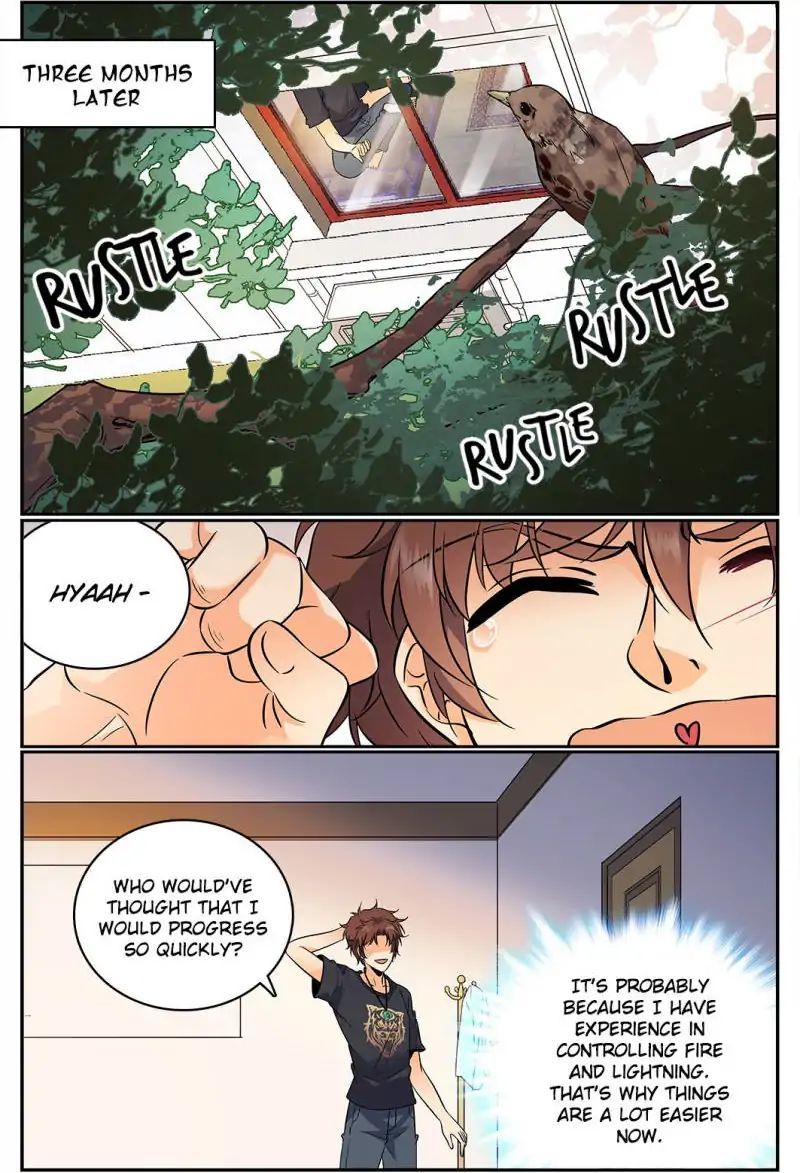 THREE MONTHS
LATER
RUSTLE
RUSTLE
RUSTLE
HYAAH -
WHO WOULD'VE
THOUGHT THAT I
WOULD PROGRESS
SO QUICKLY?
IT'S PROBABLY
BECAUSE I HAVE
EXPERIENCE IN
CONTROLLING FIRE
AND LIGHTNING.
THAT'S WHY THINGS
ARE A LOT EASIER
NOW.